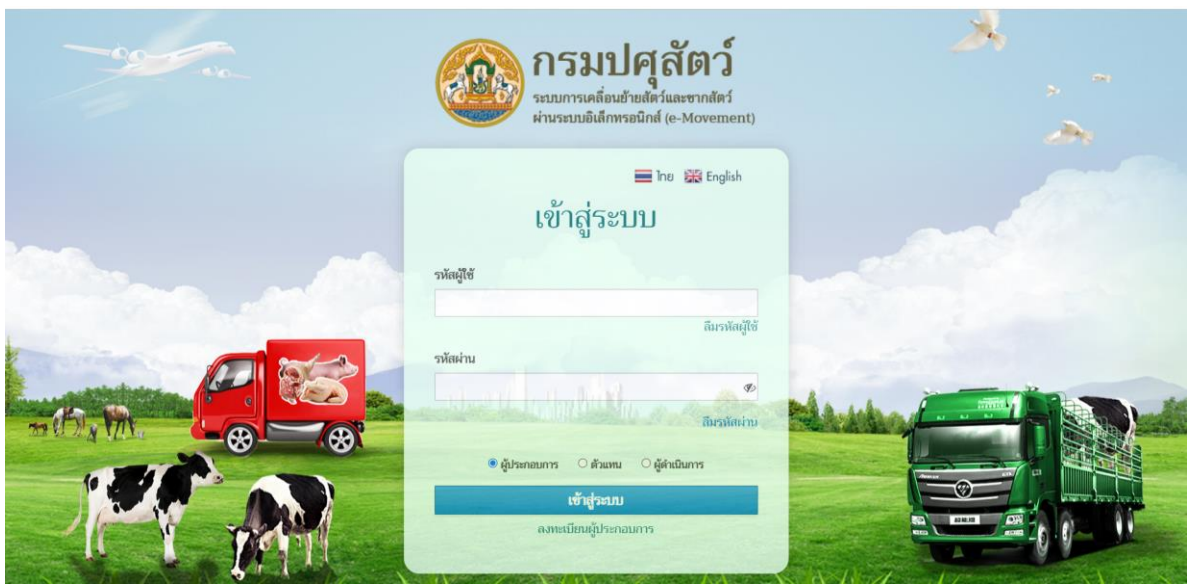 กรมปศุสัตว์
ระบบการเคลื่อนย้ายสัตว์และซากสัตว์
ผ่านระบบอิเล็กทรอนิกส์ (e-Movement)
ไทย English
เข้าสู่ระบบ
รหัสผู้ใช้
ลืมรหัสผู้ใช้
รหัสผ่าน
ลืมรหัสผ่าน
ผู้ประกอบการ ตัวแทน ผู้ดำเนินการ
เข้าสู่ระบบ
ลงทะเบียนผู้ประกอบการ